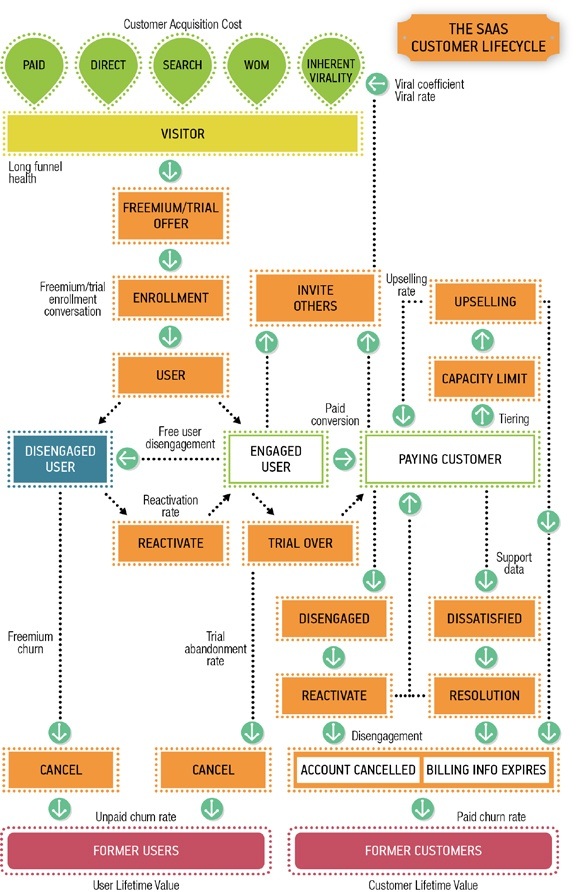 Customer Acquisition Cost
THE SAAS
CUSTOMER LIFECYCLE
PAID
DIRECT
SEARCH
WOM
INHERENT
VIRALITY
Viral coefficient
Viral rate
VISITOR
Long funnel
health
FREEMIUM/TRIAL
OFFER
Freemium/trial
enrollment
conversation
ENROLLMENT
INVITE
OTHERS
Upselling
rate
UPSELLING
USER
CAPACITY LIMIT
Paid
conversion
Tiering
DISENGAGED
USER
Free user
disengagement
ENGAGED
USER
PAYING CUSTOMER
Reactivation
rate
REACTIVATE
TRIAL OVER
Support
data
Freemium
churn
Trial
abandonment
rate
DISENGAGED
DISSATISFIED
REACTIVATE
RESOLUTION
Disengagement
CANCEL
CANCEL
ACCOUNT CANCELLED
BILLING INFO EXPIRES
Unpaid churn rate
Paid churn rate
FORMER USERS
FORMER CUSTOMERS
User Lifetime Value
Customer Lifetime Value